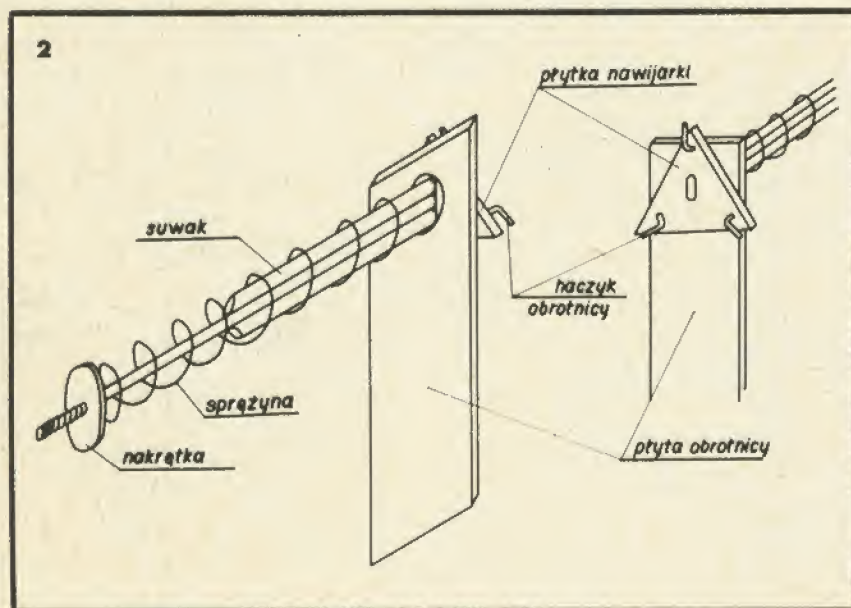 2
płytka nawijarki
suwak
haczyk
obrotnicy
sprężyna
płyta obrotnicy
nakrętka